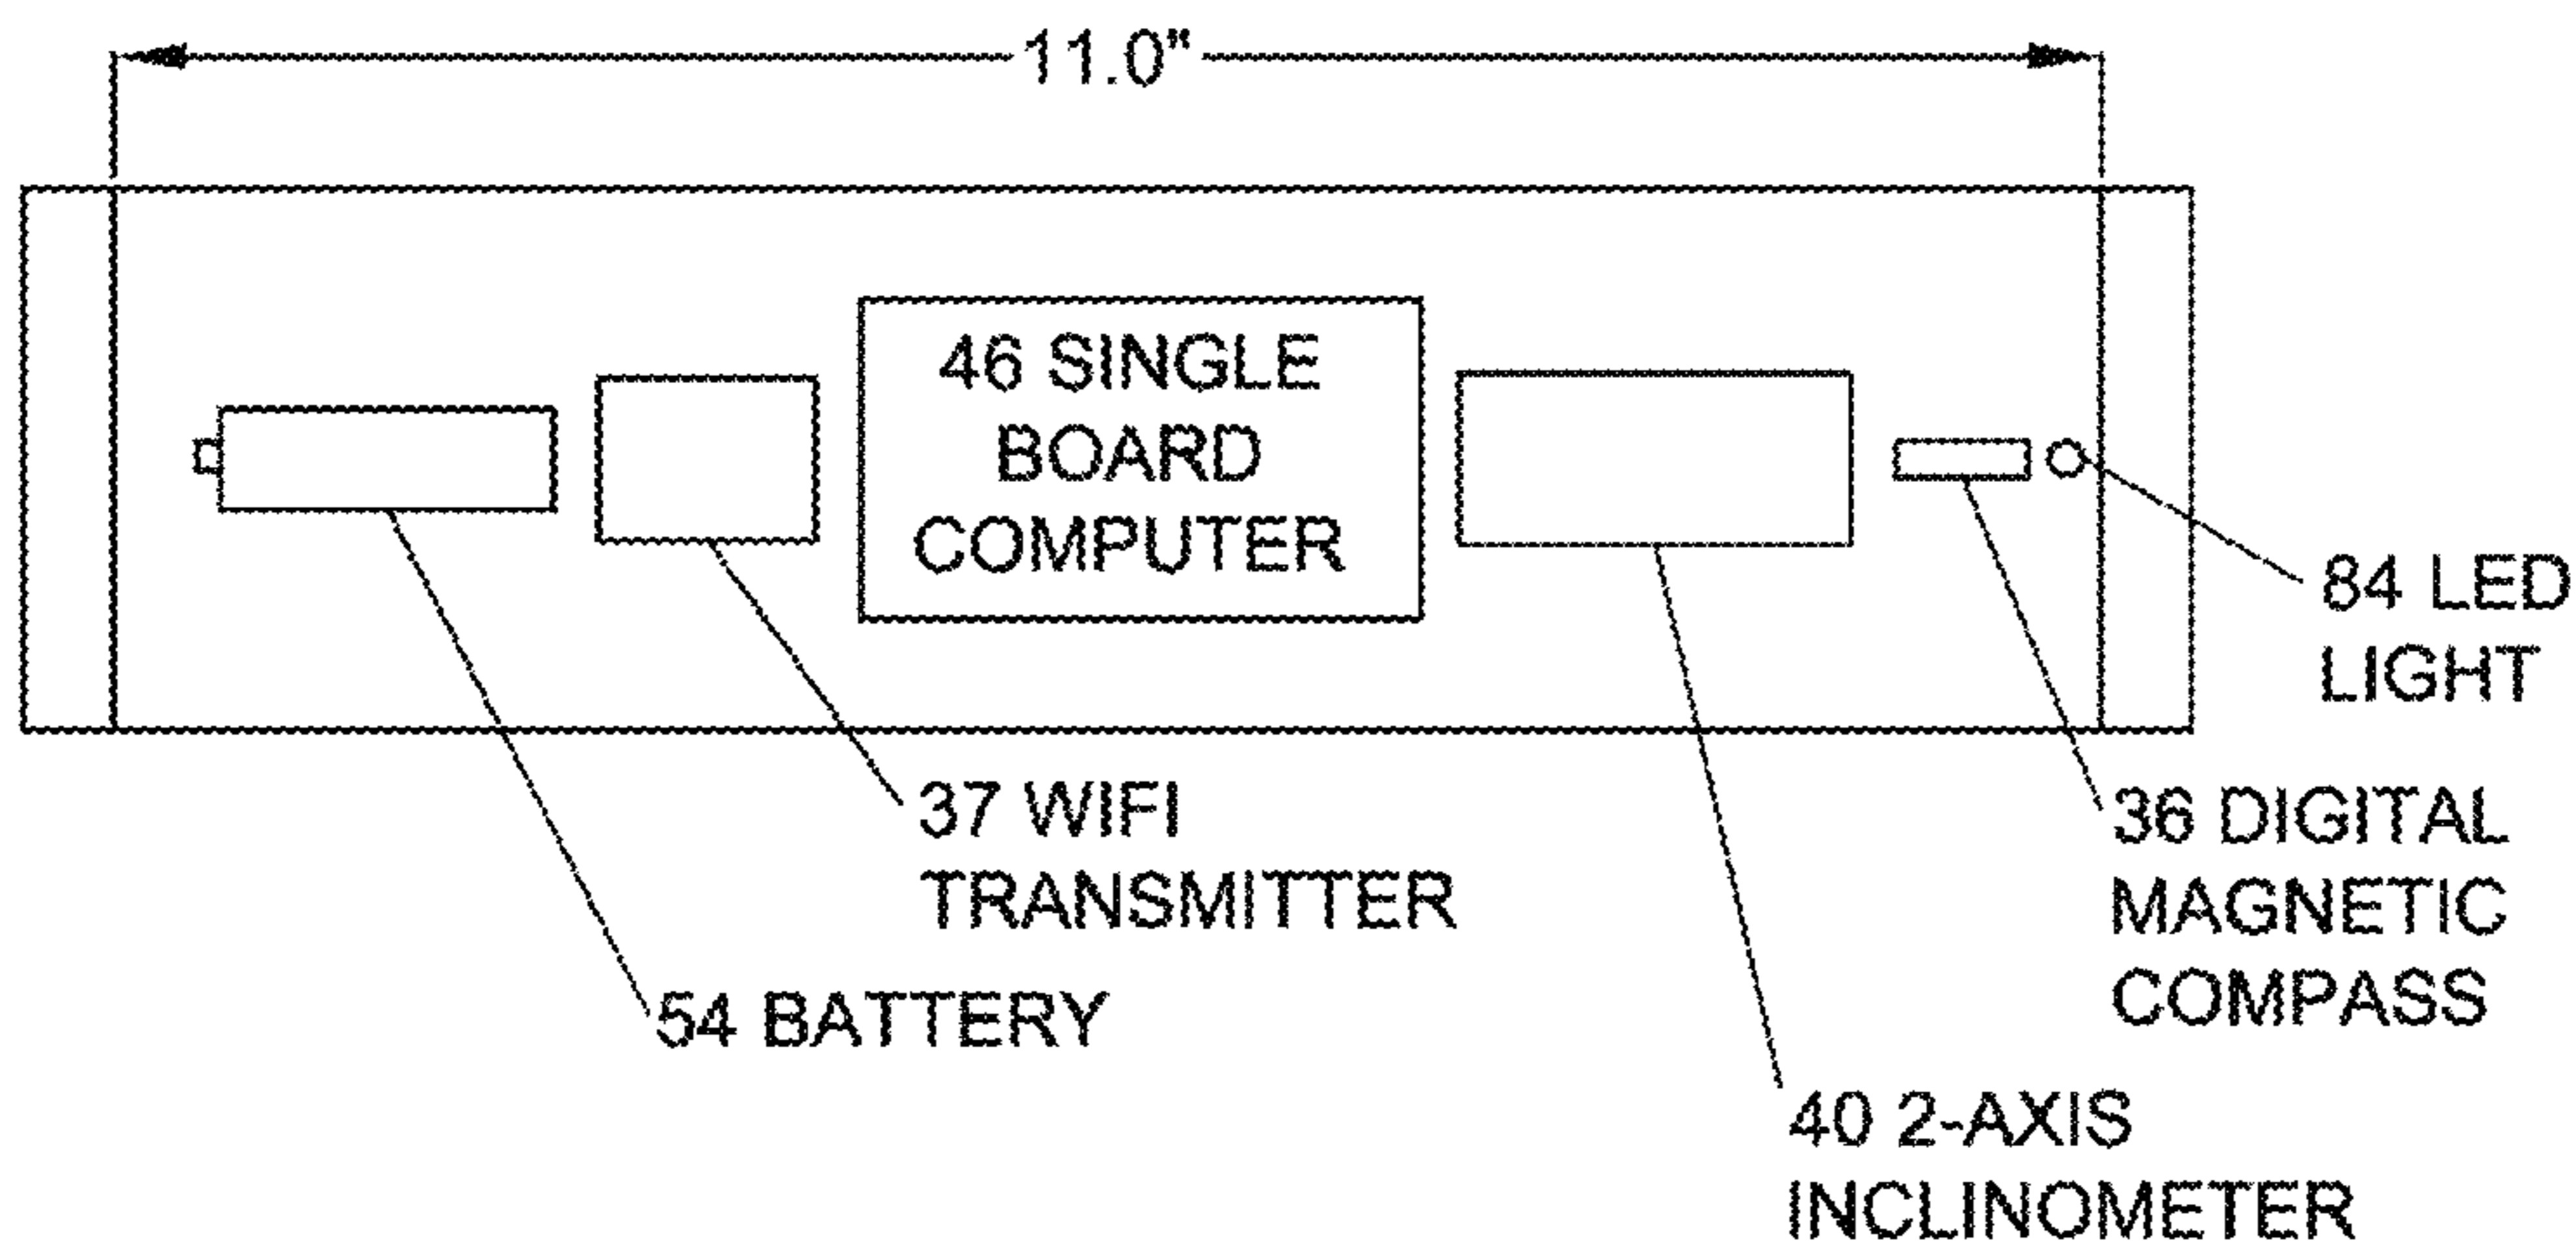 11.0"
46 SINGLE
BOARD
COMPUTER
84 LED
LIGHT
37 WIFI
TRANSMITTER
36 DIGITAL
MAGNETIC
COMPASS
54 BATTERY
40 2-AXIS
INCLINOMETER